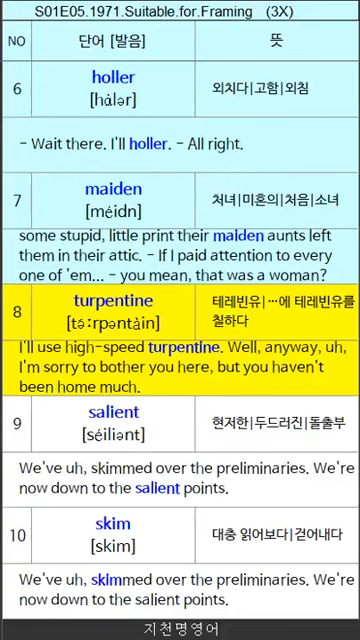 S01E05.1971.Suitable.for.Framing (3X)
NO 단어 [발음] 뜻
6 holler [hάlər] 외치다|고함|외침
- Wait there. I'll holler. - All right.
7 maiden [méidn] 처녀|미혼의|처음|소녀
some stupid, little print their maiden aunts left
them in their attic. - If I paid attention to every
one of 'em... - you mean, that was a woman?
8 turpentine [tə́ːrpəntàin] 테레빈유|…에 테레빈유를
칠하다
I'll use high-speed turpentine. Well, anyway, uh,
I'm sorry to bother you here, but you haven't
been home much.
9 salient [séiliənt] 현저한|두드러진|돌출부
We've uh, skimmed over the preliminaries. We're
now down to the salient points.
10 skim [skim] 대충 읽어보다|걷어내다
We've uh, skimmed over the preliminaries. We're
now down to the salient points.
지천명영어